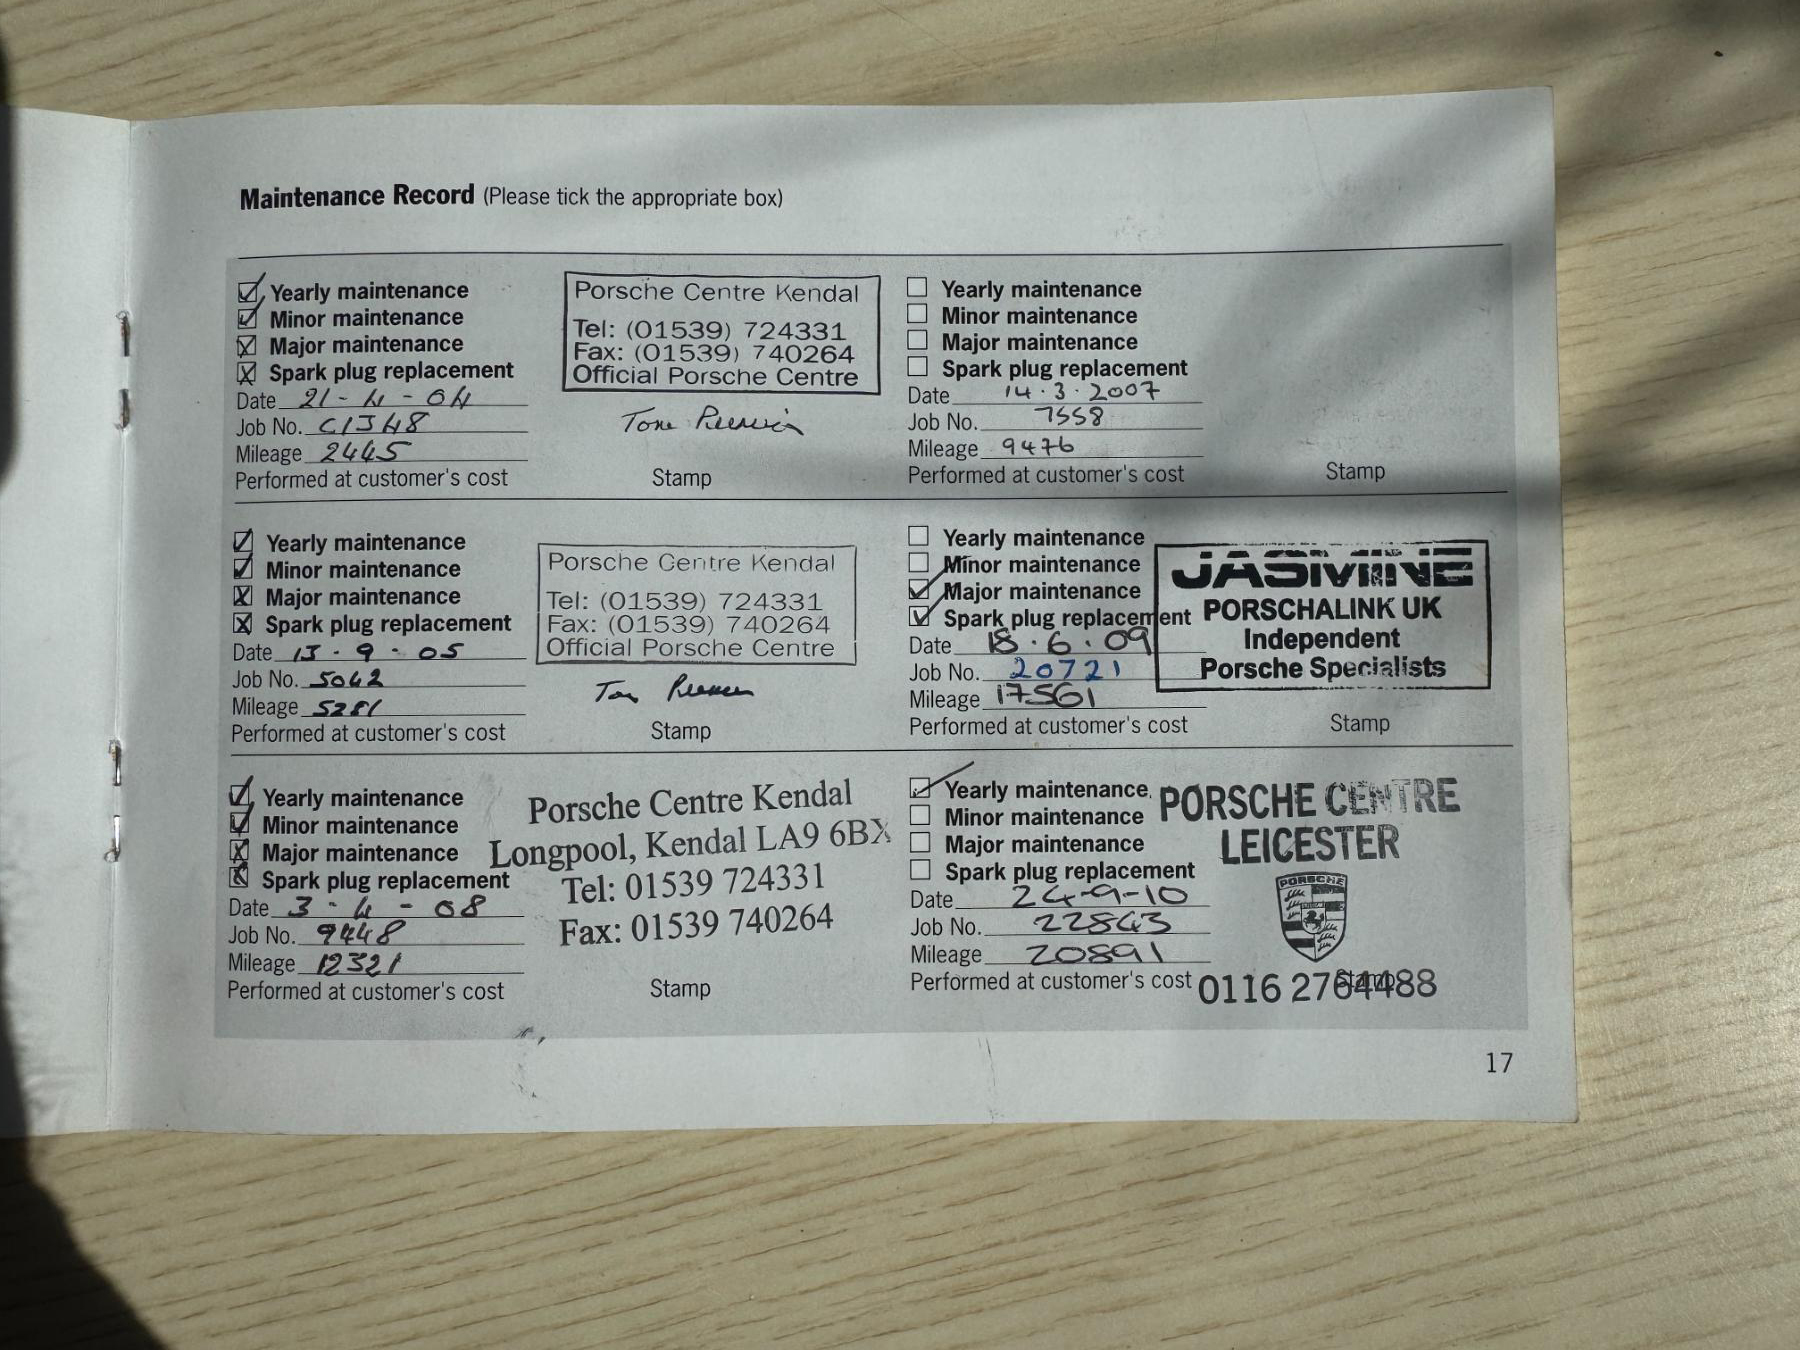 Maintenance Record (Please tick the appropriate box)
Yearly maintenance
Minor maintenance
Major maintenance
Spark plug replacement
Date 21-4-04
Job No. C1348
Mileage 2445
Performed at customer's cost
Porsche Centre Kendal
Tel: (01539) 724331
Fax: (01539) 740264
Official Porsche Centre
Stamp
Yearly maintenance
Minor maintenance
Major maintenance
Spark plug replacement
Date 14.3.2007
Job No. 7558
Mileage 9476
Performed at customer's cost
Stamp
Yearly maintenance
Minor maintenance
Major maintenance
Spark plug replacement
Date 13.9.05
Job No. 5042
Mileage 5281
Performed at customer's cost
Porsche Centre Kendal
Tel: (01539) 724331
Fax: (01539) 740264
Official Porsche Centre
Stamp
Yearly maintenance
Minor maintenance
Major maintenance
Spark plug replacement
Date 18.6.09
Job No. 20721
Mileage 17561
Performed at customer's cost
JASMINE
PORSCHALINK UK
Independent
Porsche Specialists
Stamp
Yearly maintenance
Minor maintenance
Major maintenance
Spark plug replacement
Date 3-4-08
Job No. 9448
Mileage 12321
Performed at customer's cost
Porsche Centre Kendal
Longpool, Kendal LA9 6BX
Tel: 01539 724331
Fax: 01539 740264
Stamp
Yearly maintenance
Minor maintenance
Major maintenance
Spark plug replacement
Date 24-9-10
Job No. 22843
Mileage 20891
Performed at customer's cost
PORSCHE CENTRE
LEICESTER
PORSCHE
Stamp
0116 2764488
17